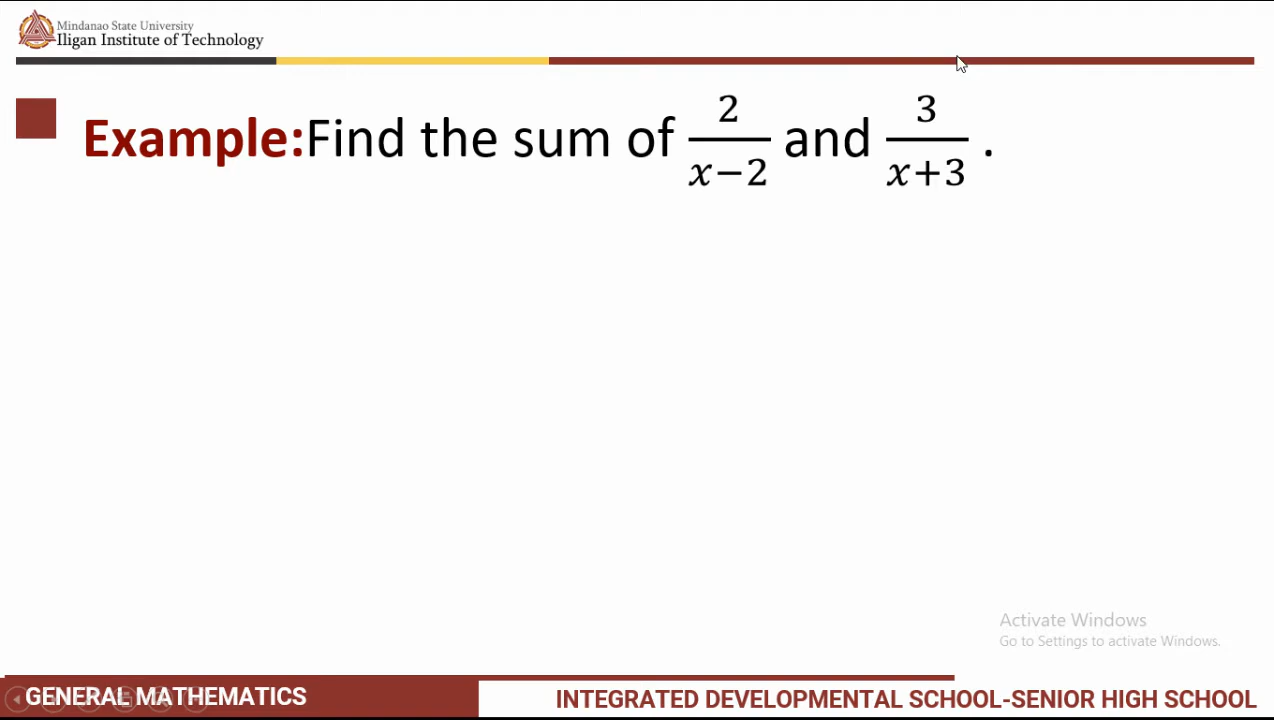 Mindanao State University
Iligan Institute of Technology
Example:Find the sum of 2/(x−2) and 3/(x+3) .
Activate Windows
Go to Settings to activate Windows.
GENERAL MATHEMATICS
INTEGRATED DEVELOPMENTAL SCHOOL-SENIOR HIGH SCHOOL